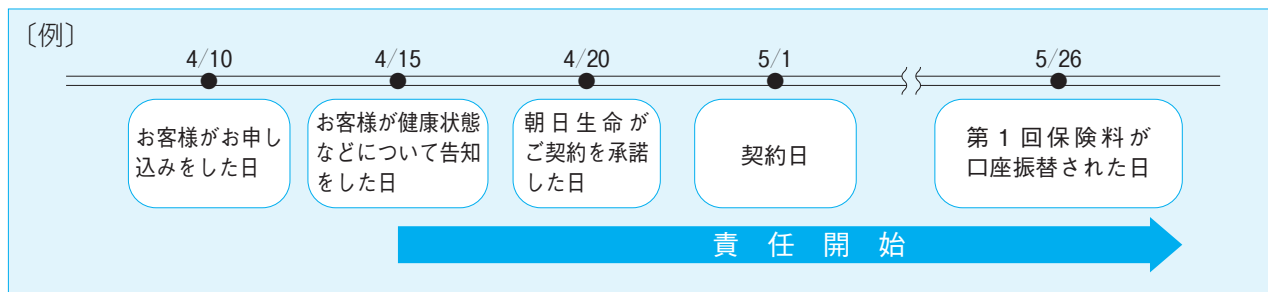 〔例〕
4/10
4/15
4/20
5/1
5/26
お客様がお申し
込みをした日
お客様が健康状態
などについて告知
をした日
朝日生命が
ご契約を承諾
した日
契約日
第1回保険料が
口座振替された日
責任開始